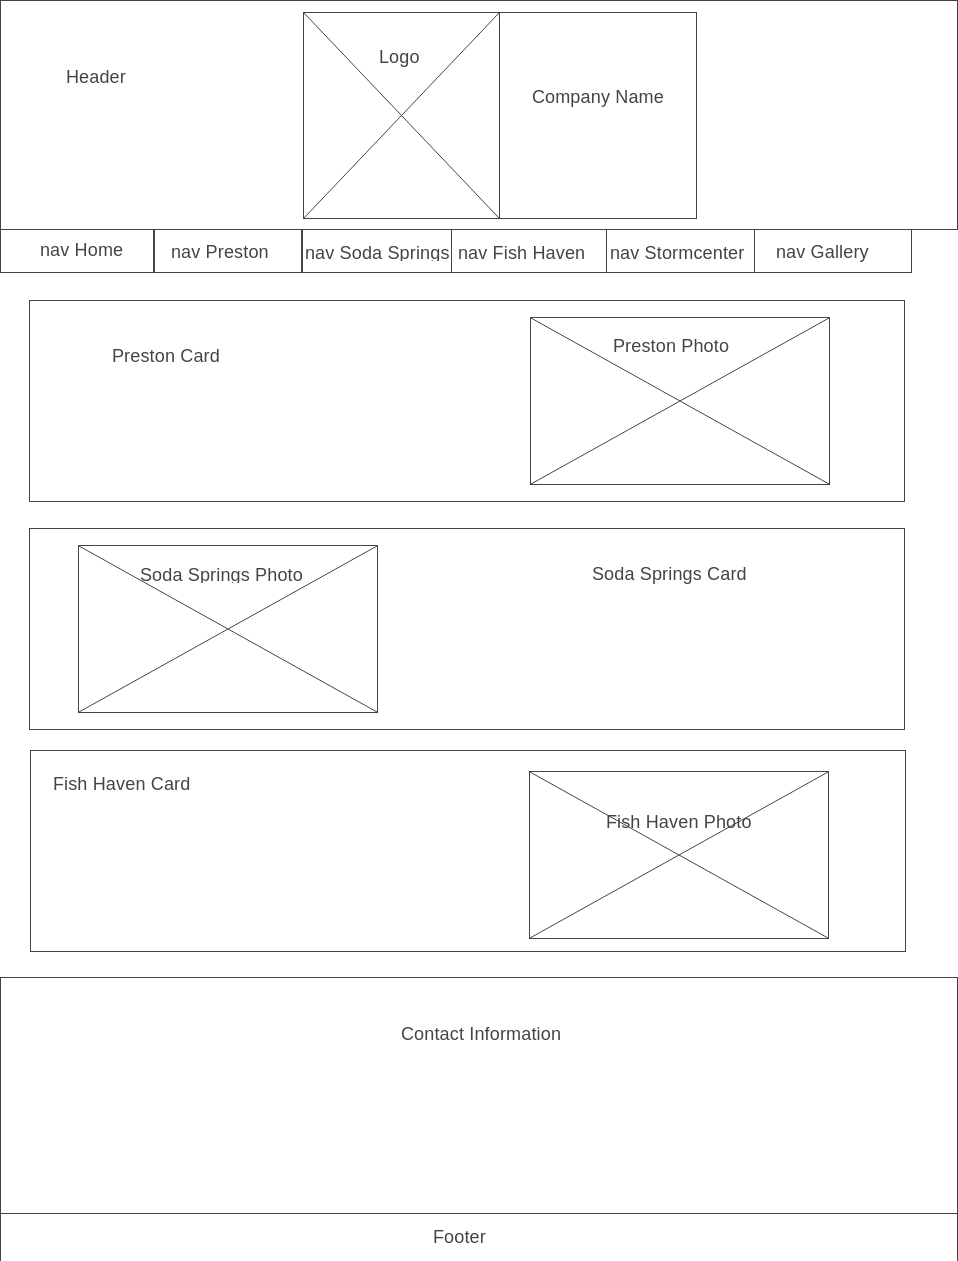 Header
Logo
Company Name
nav Home
nav Preston
nav Soda Springs
nav Fish Haven
nav Stormcenter
nav Gallery
Preston Card
Preston Photo
Soda Springs Photo
Soda Springs Card
Fish Haven Card
Fish Haven Photo
Contact Information
Footer